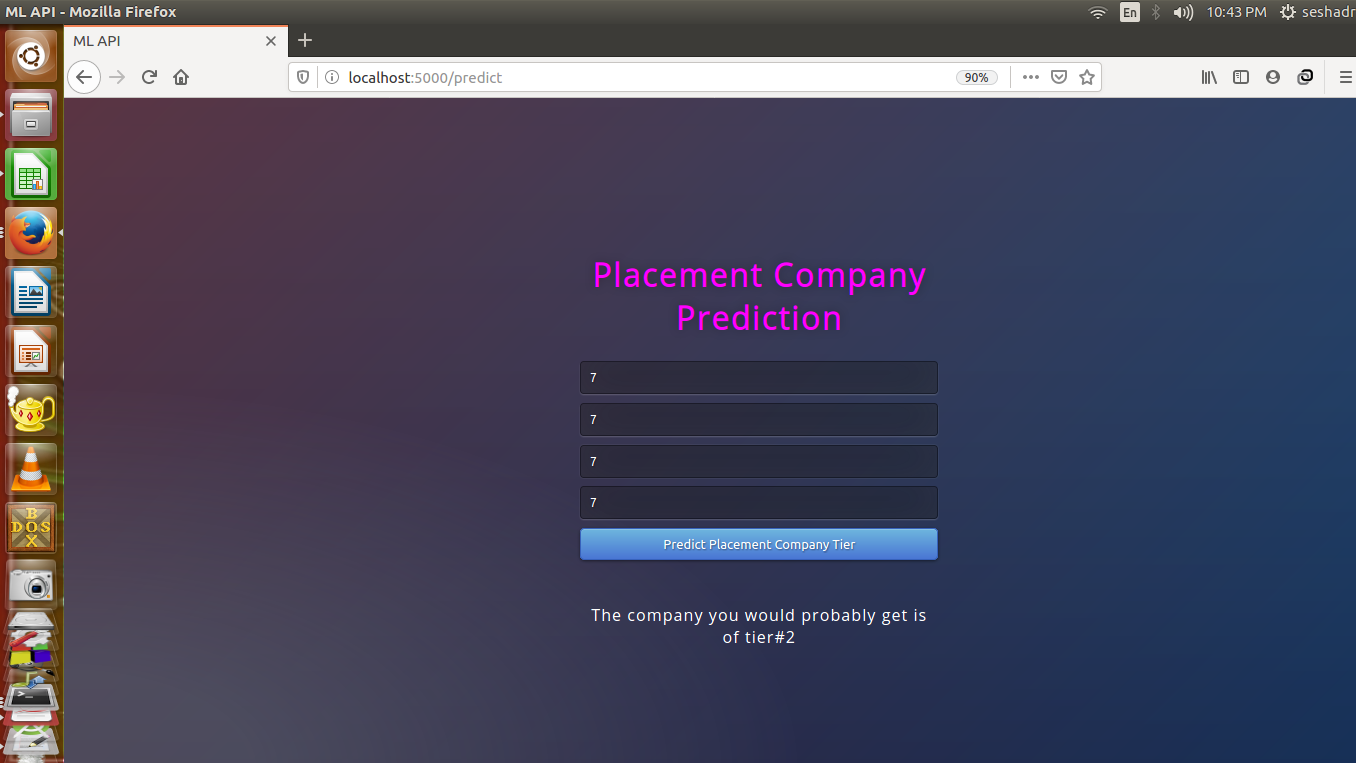 ML API - Mozilla Firefox
En
10:43 PM
seshadr
ML API
localhost:5000/predict
90%
Placement Company
Prediction
7
7
7
7
Predict Placement Company Tier
The company you would probably get is
of tier#2
B
DOS
X